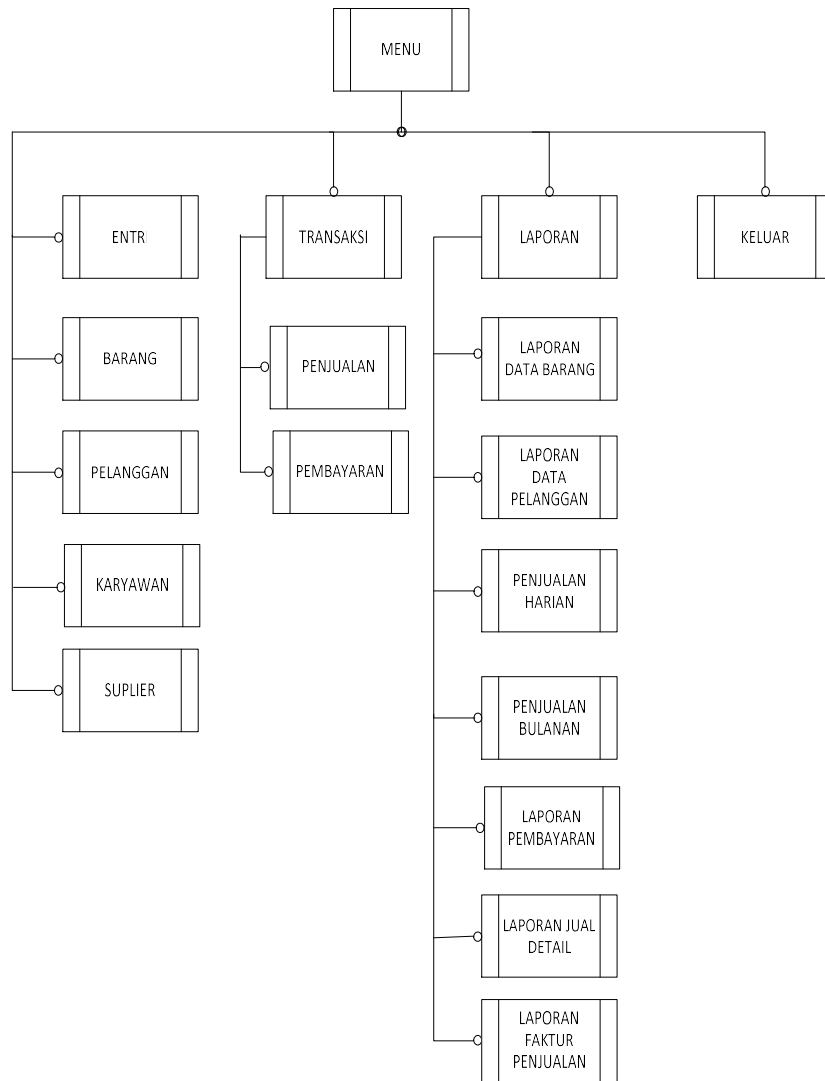 MENU
ENTRI
TRANSAKSI
LAPORAN
KELUAR
BARANG
PELANGGAN
KARYAWAN
SUPLIER
PENJUALAN
PEMBAYARAN
LAPORAN
DATA BARANG
LAPORAN
DATA
PELANGGAN
PENJUALAN
HARIAN
PENJUALAN
BULANAN
LAPORAN
PEMBAYARAN
LAPORAN JUAL
DETAIL
LAPORAN
FAKTUR
PENJUALAN